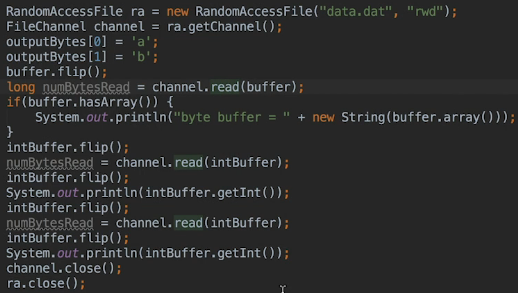 RandomAccessFile ra = new RandomAccessFile("data.dat", "rwd");
FileChannel channel = ra.getChannel();
outputBytes[0] = 'a';
outputBytes[1] = 'b';
buffer.flip();
long numBytesRead = channel.read(buffer);
if(buffer.hasArray()) {
    System.out.println("byte buffer = " + new String(buffer.array()));
}
intBuffer.flip();
numBytesRead = channel.read(intBuffer);
intBuffer.flip();
System.out.println(intBuffer.getInt());
intBuffer.flip();
numBytesRead = channel.read(intBuffer);
intBuffer.flip();
System.out.println(intBuffer.getInt());
channel.close();
ra.close();